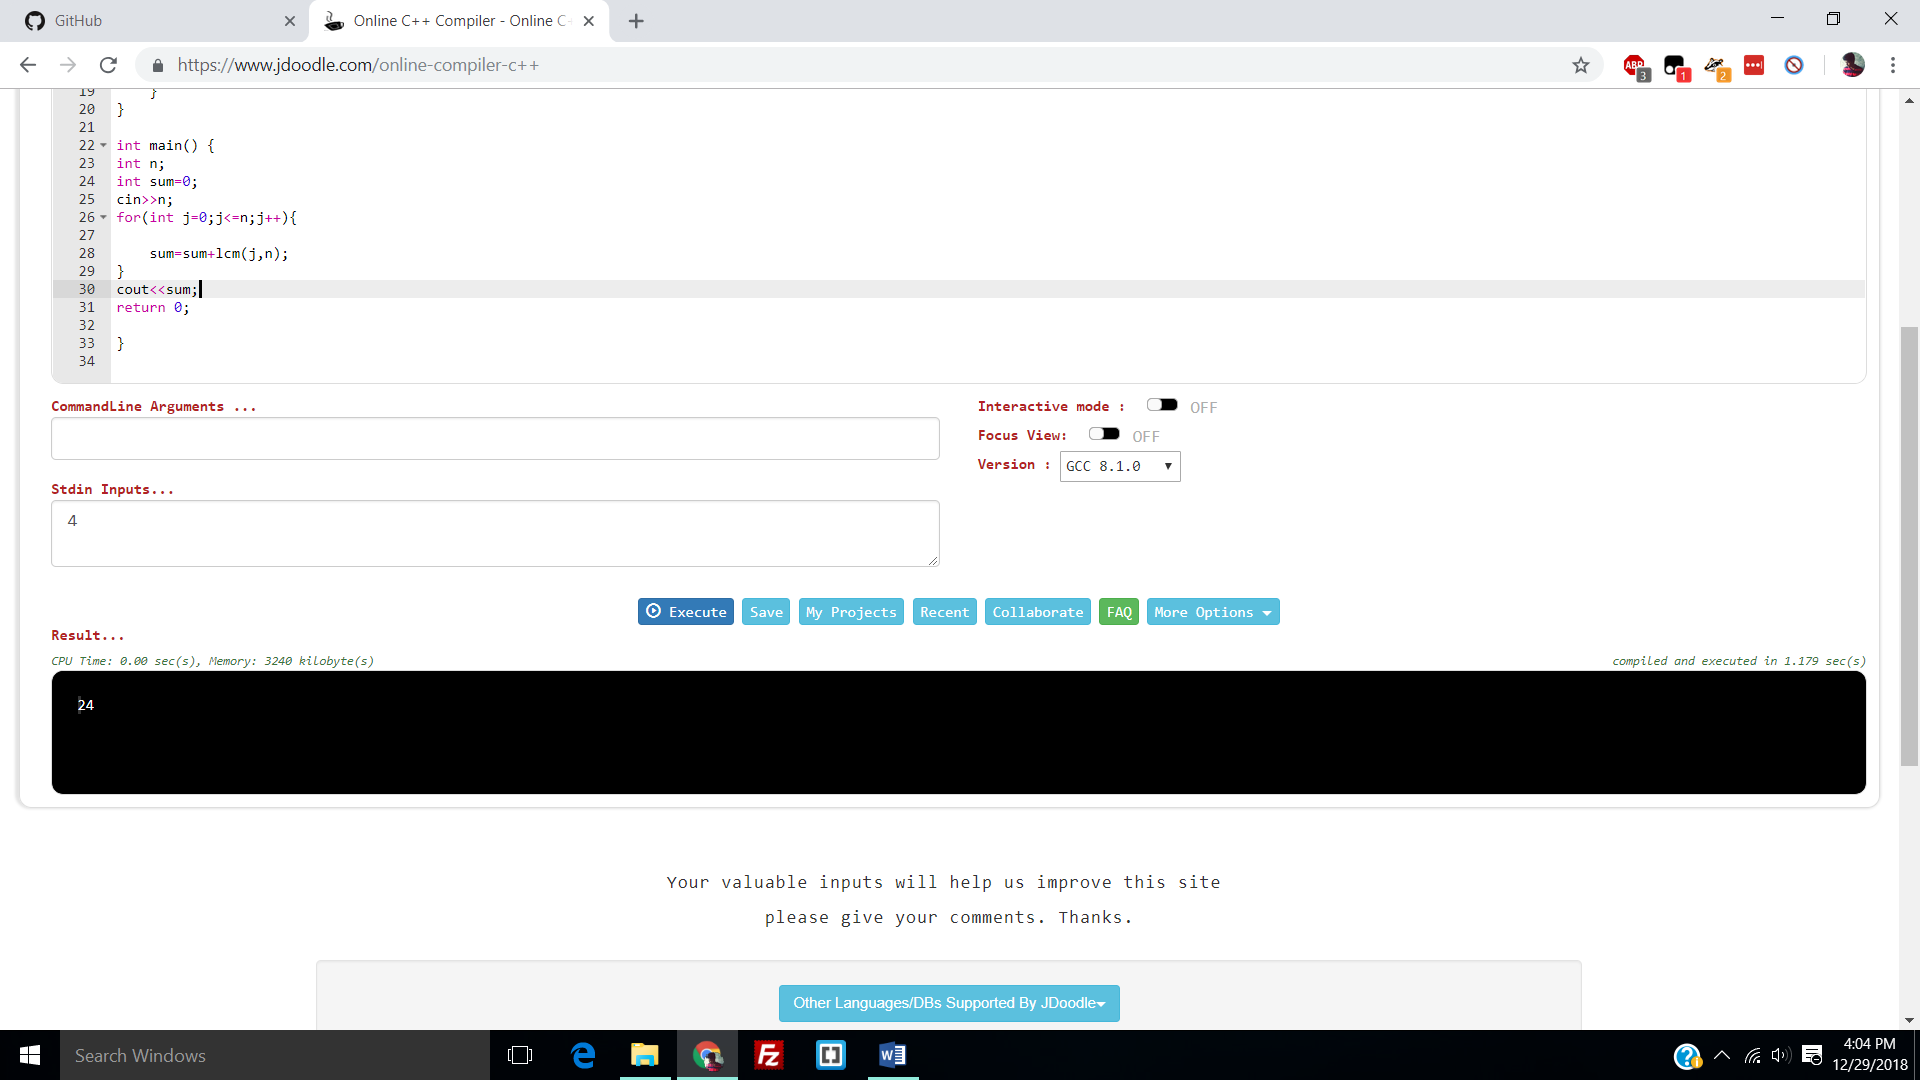 GitHub
Online C++ Compiler - Online C
https://www.jdoodle.com/online-compiler-c++
ABP 3 1 2
19 }
20 }
21
22 int main() {
23 int n;
24 int sum=0;
25 cin>>n;
26 for(int j=0;j<=n;j++){
27
28 sum=sum+lcm(j,n);
29 }
30 cout<<sum;
31 return 0;
32
33 }
34
CommandLine Arguments ...
Interactive mode : OFF
Focus View: OFF
Version : GCC 8.1.0
Stdin Inputs...
4
Execute Save My Projects Recent Collaborate FAQ More Options
Result...
CPU Time: 0.00 sec(s), Memory: 3240 kilobyte(s)
compiled and executed in 1.179 sec(s)
24
Your valuable inputs will help us improve this site
please give your comments. Thanks.
Other Languages/DBs Supported By JDoodle
Search Windows
4:04 PM
12/29/2018